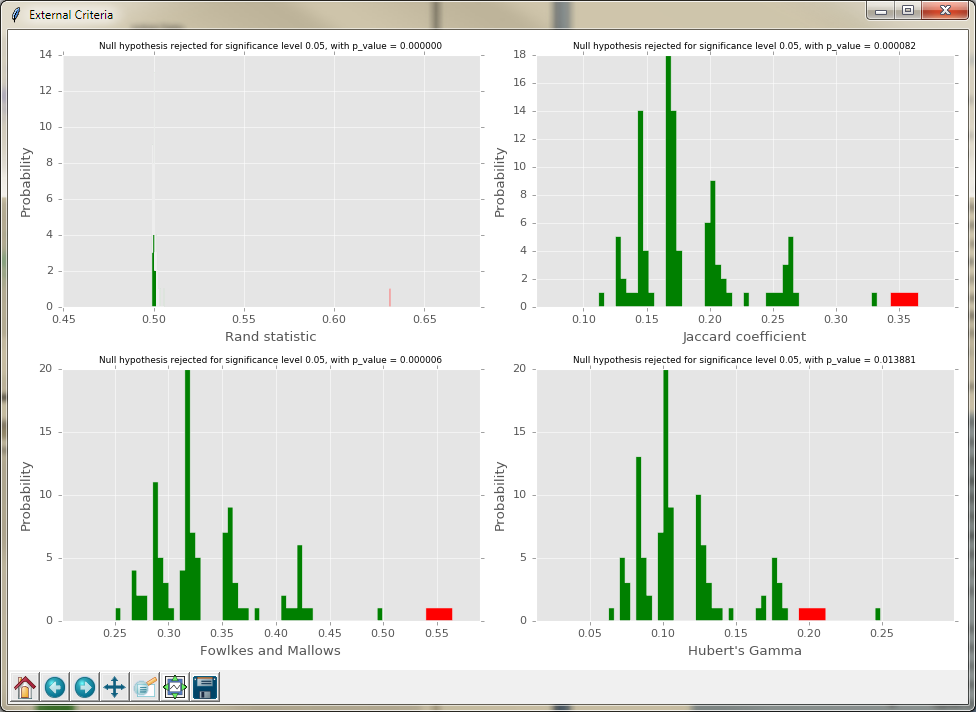 External Criteria
Null hypothesis rejected for significance level 0.05, with p_value = 0.000000
14
12
10
8
6
4
2
0
Probability
0.45 0.50 0.55 0.60 0.65
Rand statistic
Null hypothesis rejected for significance level 0.05, with p_value = 0.000082
18
16
14
12
10
8
6
4
2
0
Probability
0.10 0.15 0.20 0.25 0.30 0.35
Jaccard coefficient
Null hypothesis rejected for significance level 0.05, with p_value = 0.000006
20
15
10
5
0
Probability
0.25 0.30 0.35 0.40 0.45 0.50 0.55
Fowlkes and Mallows
Null hypothesis rejected for significance level 0.05, with p_value = 0.013881
20
15
10
5
0
Probability
0.05 0.10 0.15 0.20 0.25
Hubert's Gamma